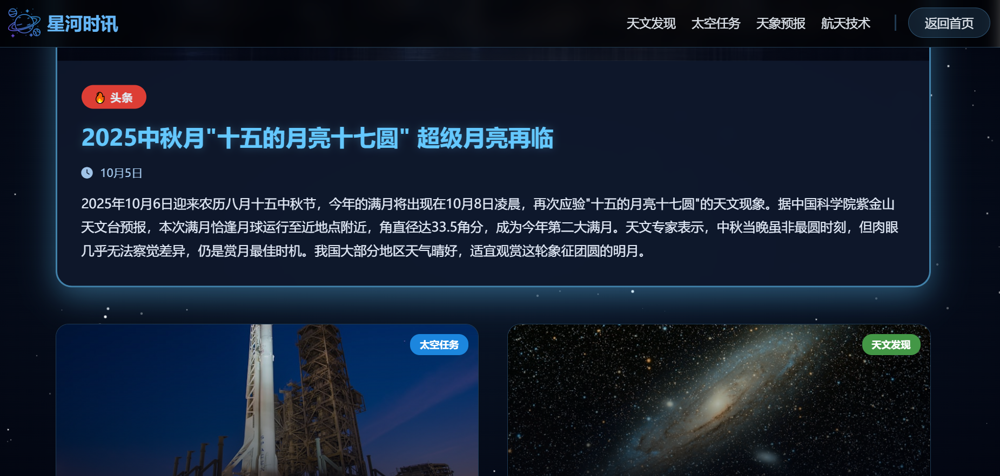 星河时讯
天文发现 太空任务 天象预报 航天技术 返回首页
头条
2025中秋月"十五的月亮十七圆" 超级月亮再临
10月5日
2025年10月6日迎来农历八月十五中秋节，今年的满月将出现在10月8日凌晨，再次应验"十五的月亮十七圆"的天文现象。据中国科学院紫金山
天文台预报，本次满月恰逢月球运行至近地点附近，角直径达33.5角分，成为今年第二大满月。天文专家表示，中秋当晚虽非最圆时刻，但肉眼
几乎无法察觉差异，仍是赏月最佳时机。我国大部分地区天气晴好，适宜观赏这轮象征团圆的明月。
太空任务
天文发现
SPACEX